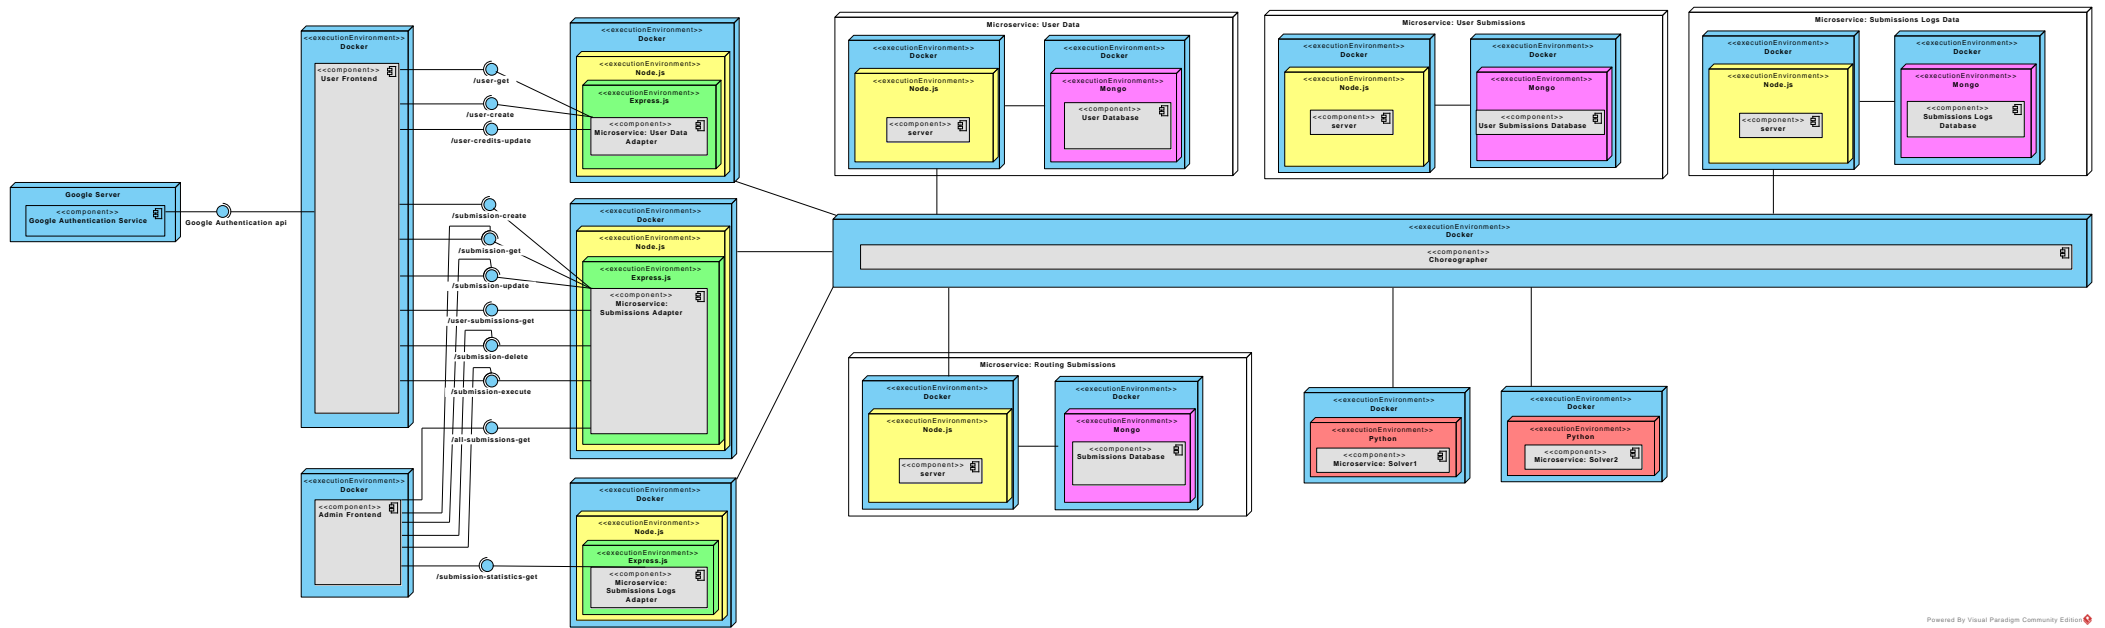 Google Server
<<component>>
Google Authentication Service
Google Authentication api
<<executionEnvironment>>
Docker
<<component>>
User Frontend
/user-get
/user-create
/user-credits-update
/submission-create
/submission-get
/submission-update
/user-submissions-get
/submission-delete
/submission-execute
/all-submissions-get
/submission-statistics-get
<<executionEnvironment>>
Docker
<<component>>
Admin Frontend
<<executionEnvironment>>
Docker
<<executionEnvironment>>
Node.js
<<executionEnvironment>>
Express.js
<<component>>
Microservice: User Data
Adapter
<<executionEnvironment>>
Docker
<<executionEnvironment>>
Node.js
<<executionEnvironment>>
Express.js
<<component>>
Microservice:
Submissions Adapter
<<executionEnvironment>>
Docker
<<executionEnvironment>>
Node.js
<<executionEnvironment>>
Express.js
<<component>>
Microservice:
Submissions Logs
Adapter
Microservice: User Data
<<executionEnvironment>>
Docker
<<executionEnvironment>>
Node.js
<<component>>
server
<<executionEnvironment>>
Docker
<<executionEnvironment>>
Mongo
<<component>>
User Database
Microservice: User Submissions
<<executionEnvironment>>
Docker
<<executionEnvironment>>
Node.js
<<component>>
server
<<executionEnvironment>>
Docker
<<executionEnvironment>>
Mongo
<<component>>
User Submissions Database
Microservice: Submissions Logs Data
<<executionEnvironment>>
Docker
<<executionEnvironment>>
Node.js
<<component>>
server
<<executionEnvironment>>
Docker
<<executionEnvironment>>
Mongo
<<component>>
Submissions Logs
Database
<<executionEnvironment>>
Docker
<<component>>
Choreographer
Microservice: Routing Submissions
<<executionEnvironment>>
Docker
<<executionEnvironment>>
Node.js
<<component>>
server
<<executionEnvironment>>
Docker
<<executionEnvironment>>
Mongo
<<component>>
Submissions Database
<<executionEnvironment>>
Docker
<<executionEnvironment>>
Python
<<component>>
Microservice: Solver1
<<executionEnvironment>>
Docker
<<executionEnvironment>>
Python
<<component>>
Microservice: Solver2
Powered By Visual Paradigm Community Edition